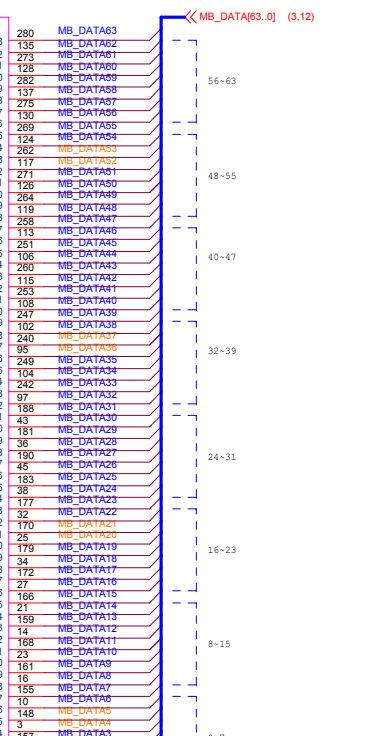 MB_DATA[63..0] (3,12)
280 MB_DATA63
135 MB_DATA62
273 MB_DATA61
128 MB_DATA60
282 MB_DATA59
56~63
137 MB_DATA58
275 MB_DATA57
130 MB_DATA56
269 MB_DATA55
124 MB_DATA54
262 MB_DATA53
117 MB_DATA52
271 MB_DATA51
48~55
126 MB_DATA50
264 MB_DATA49
119 MB_DATA48
258 MB_DATA47
113 MB_DATA46
251 MB_DATA45
106 MB_DATA44
40~47
260 MB_DATA43
115 MB_DATA42
253 MB_DATA41
108 MB_DATA40
247 MB_DATA39
102 MB_DATA38
240 MB_DATA37
95 MB_DATA36
32~39
249 MB_DATA35
104 MB_DATA34
242 MB_DATA33
97 MB_DATA32
188 MB_DATA31
43 MB_DATA30
181 MB_DATA29
36 MB_DATA28
190 MB_DATA27
24~31
45 MB_DATA26
183 MB_DATA25
38 MB_DATA24
177 MB_DATA23
32 MB_DATA22
170 MB_DATA21
25 MB_DATA20
179 MB_DATA19
16~23
34 MB_DATA18
172 MB_DATA17
27 MB_DATA16
166 MB_DATA15
21 MB_DATA14
159 MB_DATA13
14 MB_DATA12
168 MB_DATA11
8~15
23 MB_DATA10
161 MB_DATA9
16 MB_DATA8
155 MB_DATA7
10 MB_DATA6
148 MB_DATA5
3 MB_DATA4
157 MB_DATA3